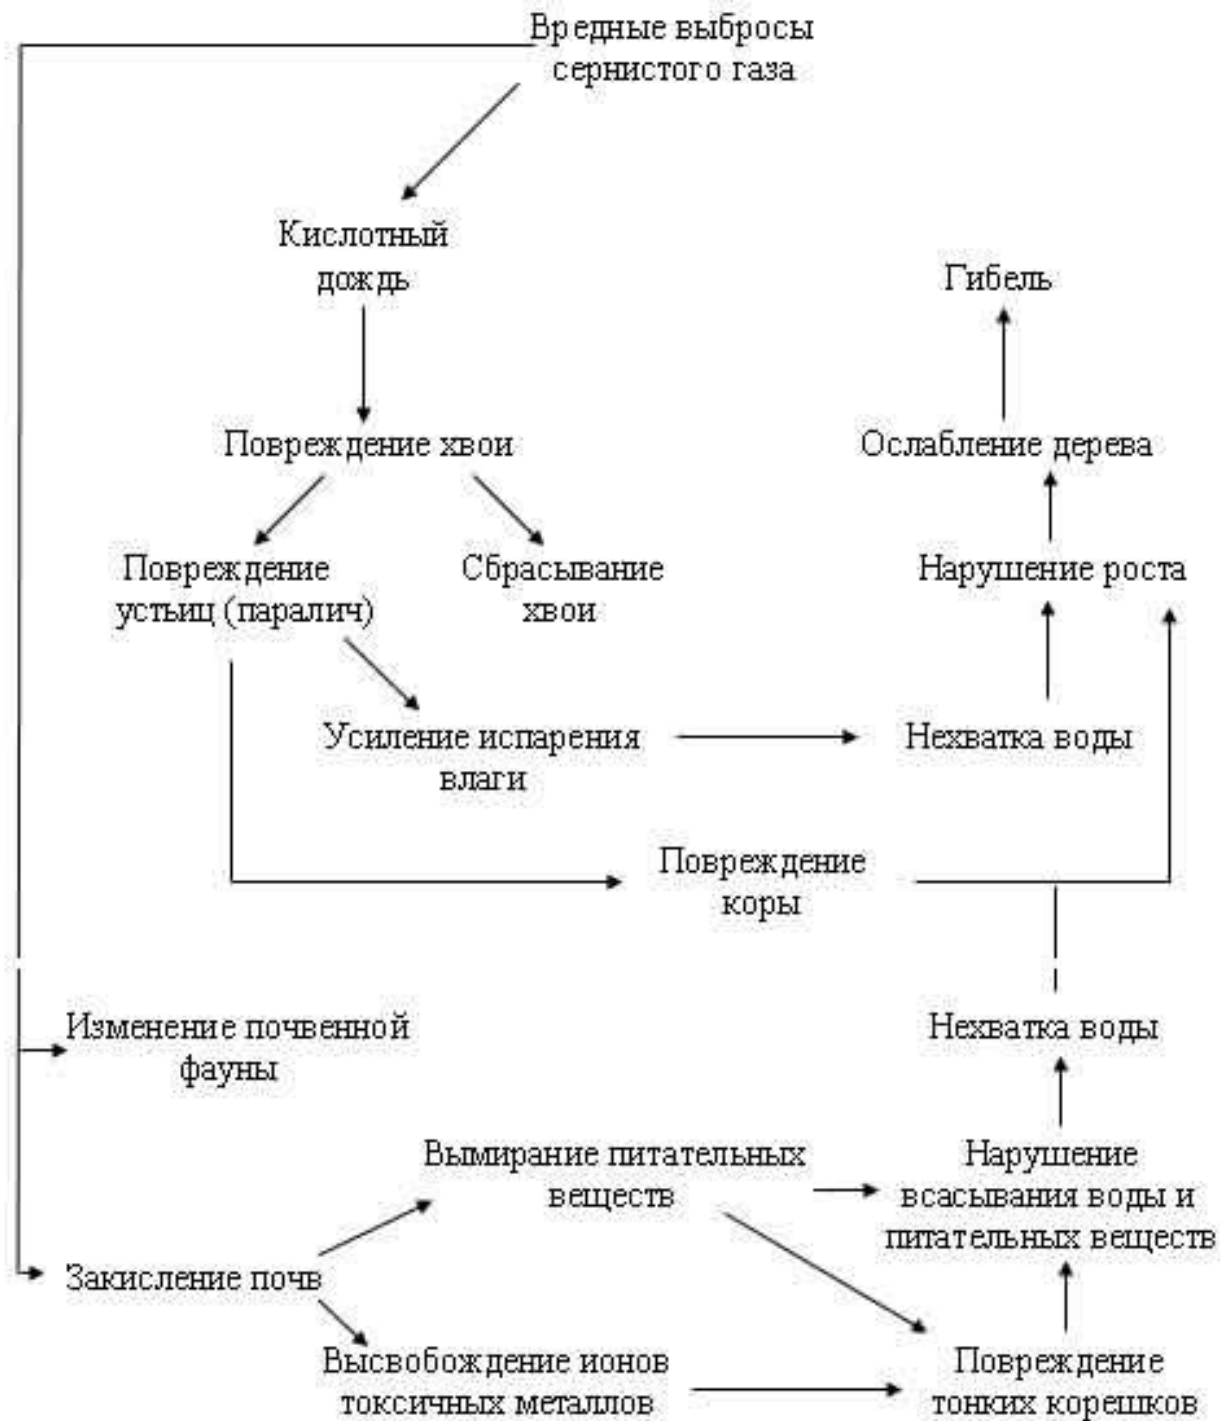 Вредные выбросы
сернистого газа
Кислотный
дождь
Гибель
Повреждение хвои
Ослабление дерева
Повреждение
устьиц (паралич)
Сбрасывание
хвои
Нарушение роста
Усиление испарения
влаги
Нехватка воды
Повреждение
коры
Изменение почвенной
фауны
Нехватка воды
Вымирание питательных
веществ
Нарушение
всасывания воды и
питательных веществ
Закисление почв
Высвобождение ионов
токсичных металлов
Повреждение
тонких корешков